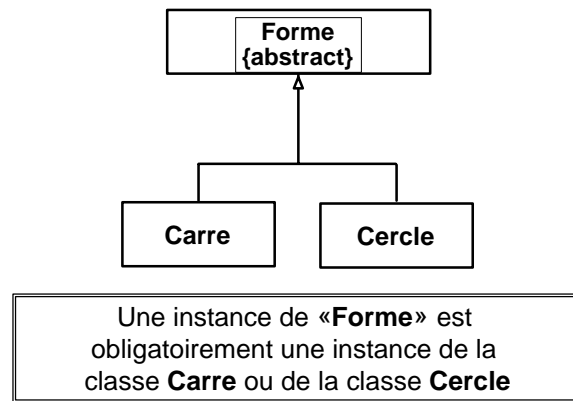 Forme
{abstract}
Carre
Cercle
Une instance de «Forme» est
obligatoirement une instance de la
classe Carre ou de la classe Cercle